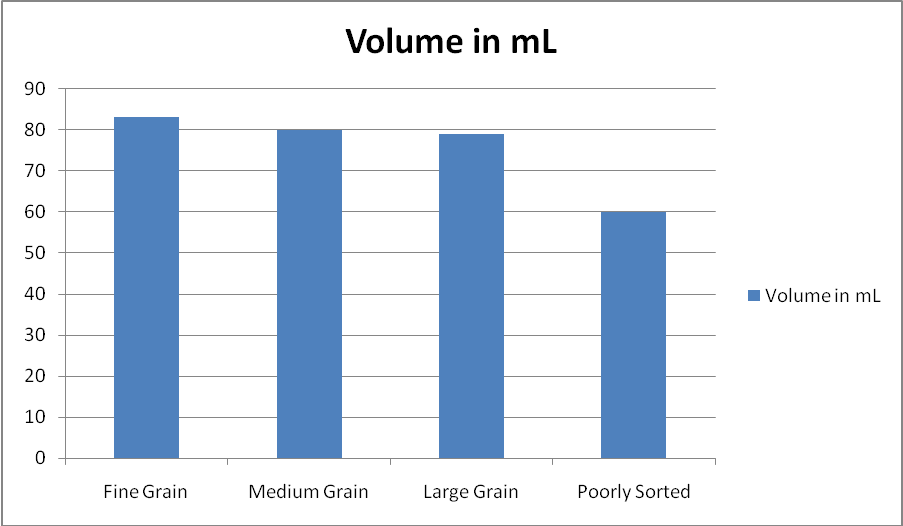 Volume in mL
90
80
70
60
50
40
30
20
10
0
Fine Grain
Medium Grain
Large Grain
Poorly Sorted
Volume in mL